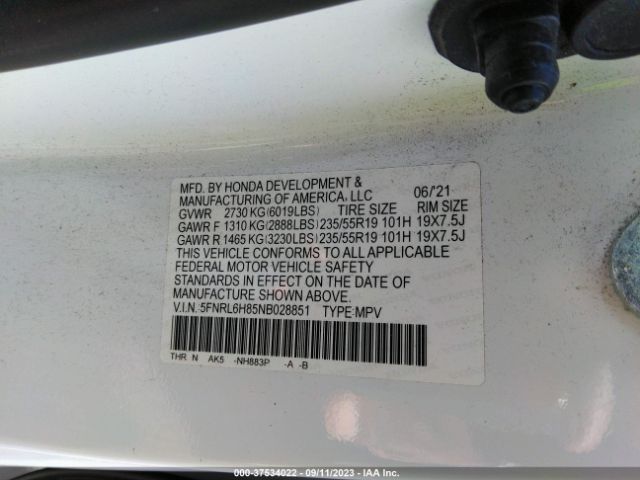 MFD. BY HONDA DEVELOPMENT &
MANUFACTURING OF AMERICA, LLC 06/'21
GVWR 2730 KG (6019LBS) TIRE SIZE RIM SIZE
GAWR F 1310 KG (2888LBS) 235/55R19 101H 19X7.5J
GAWR R 1465 KG (3230LBS) 235/55R19 101H 19X7.5J
THIS VEHICLE CONFORMS TO ALL APPLICABLE
FEDERAL MOTOR VEHICLE SAFETY
STANDARDS IN EFFECT ON THE DATE OF
MANUFACTURE SHOWN ABOVE.
V.I.N. 5FNRL6H85NB028851 TYPE:MPV
THR N AK5 -NH883P -A -B
000-37534022 - 09/11/2023 - IAA Inc.